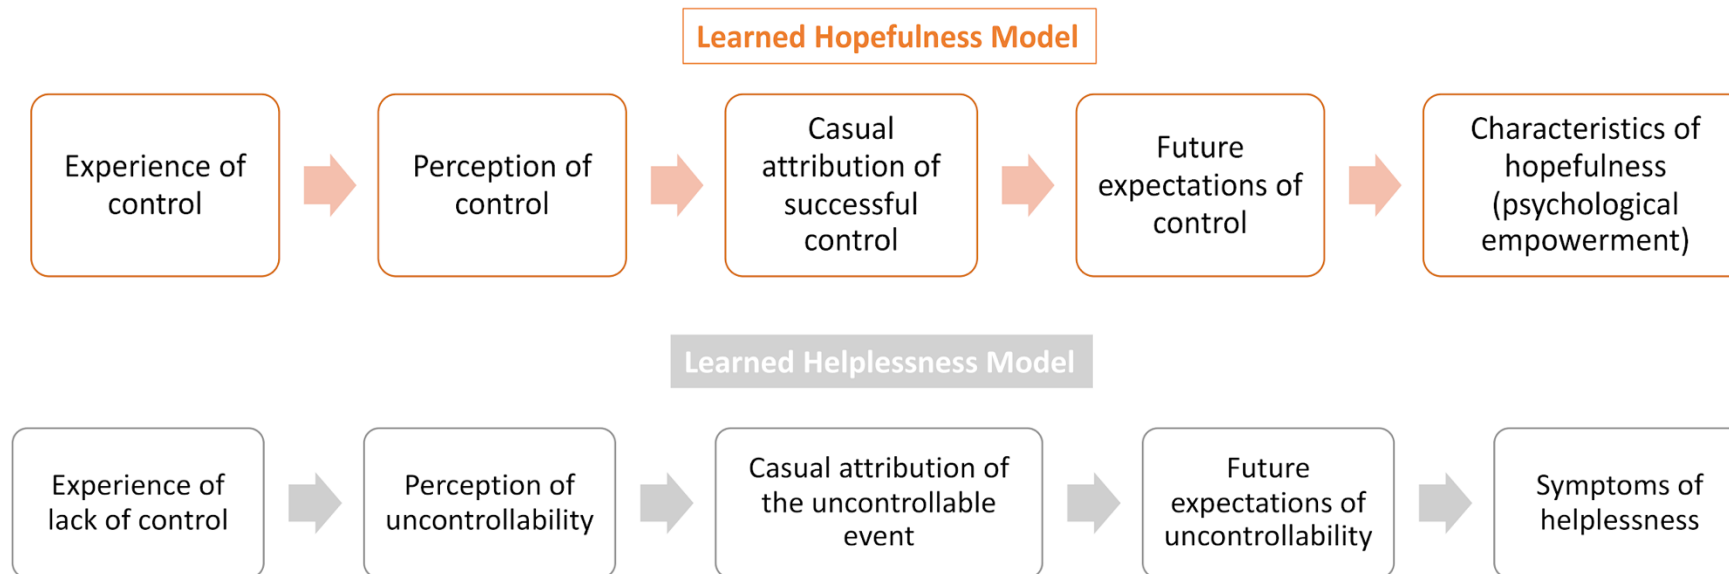 Learned Hopefulness Model
Experience of
control
Perception of
control
Casual
attribution of
successful
control
Future
expectations of
control
Characteristics of
hopefulness
(psychological
empowerment)
Learned Helplessness Model
Experience of
lack of control
Perception of
uncontrollability
Casual attribution of
the uncontrollable
event
Future
expectations of
uncontrollability
Symptoms of
helplessness